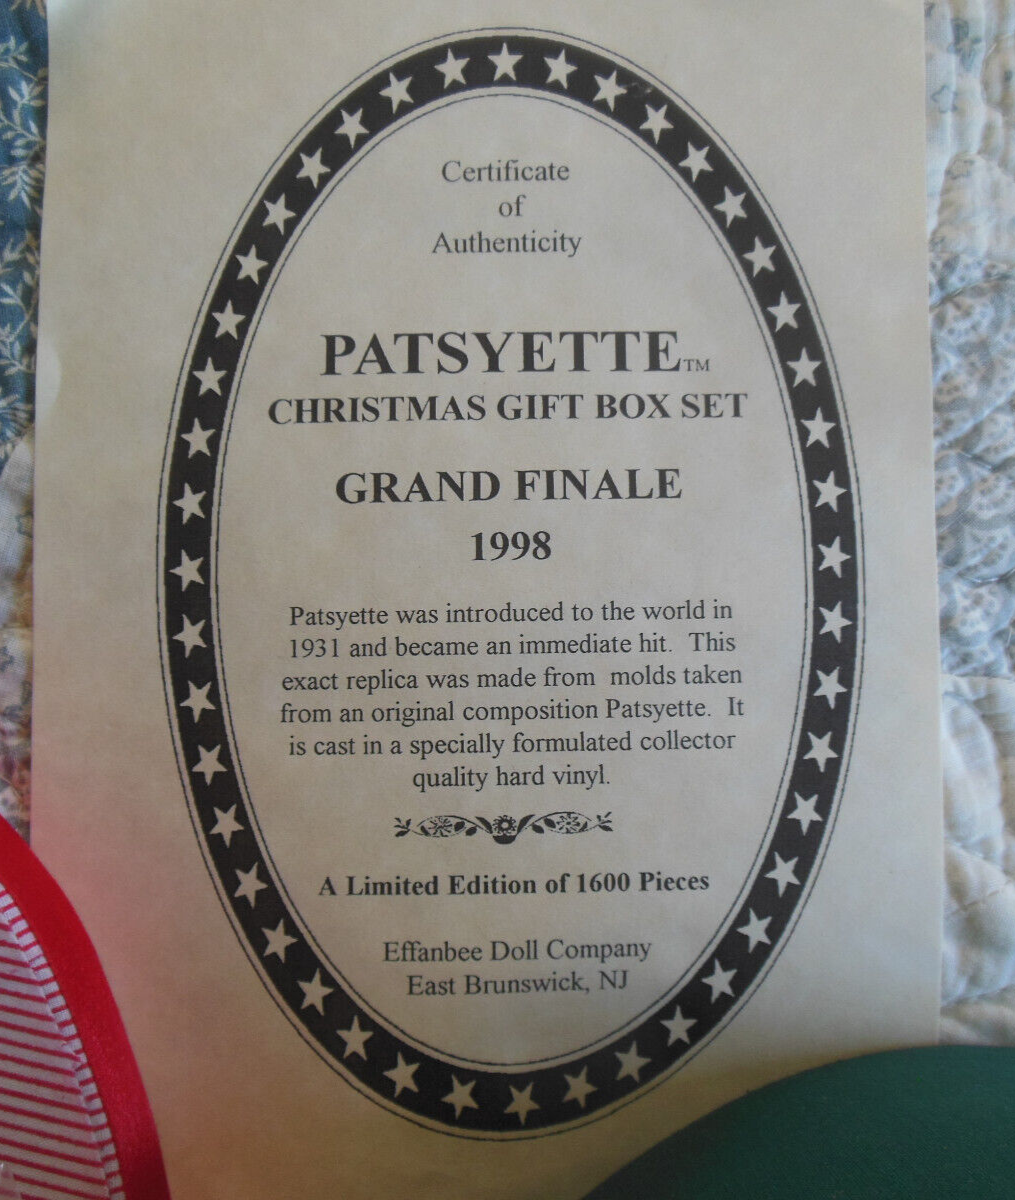 Certificate
of
Authenticity
PATSYETTE™
CHRISTMAS GIFT BOX SET
GRAND FINALE
1998
Patsyette was introduced to the world in
1931 and became an immediate hit. This
exact replica was made from molds taken
from an original composition Patsyette. It
is cast in a specially formulated collector
quality hard vinyl.
A Limited Edition of 1600 Pieces
Effanbee Doll Company
East Brunswick, NJ